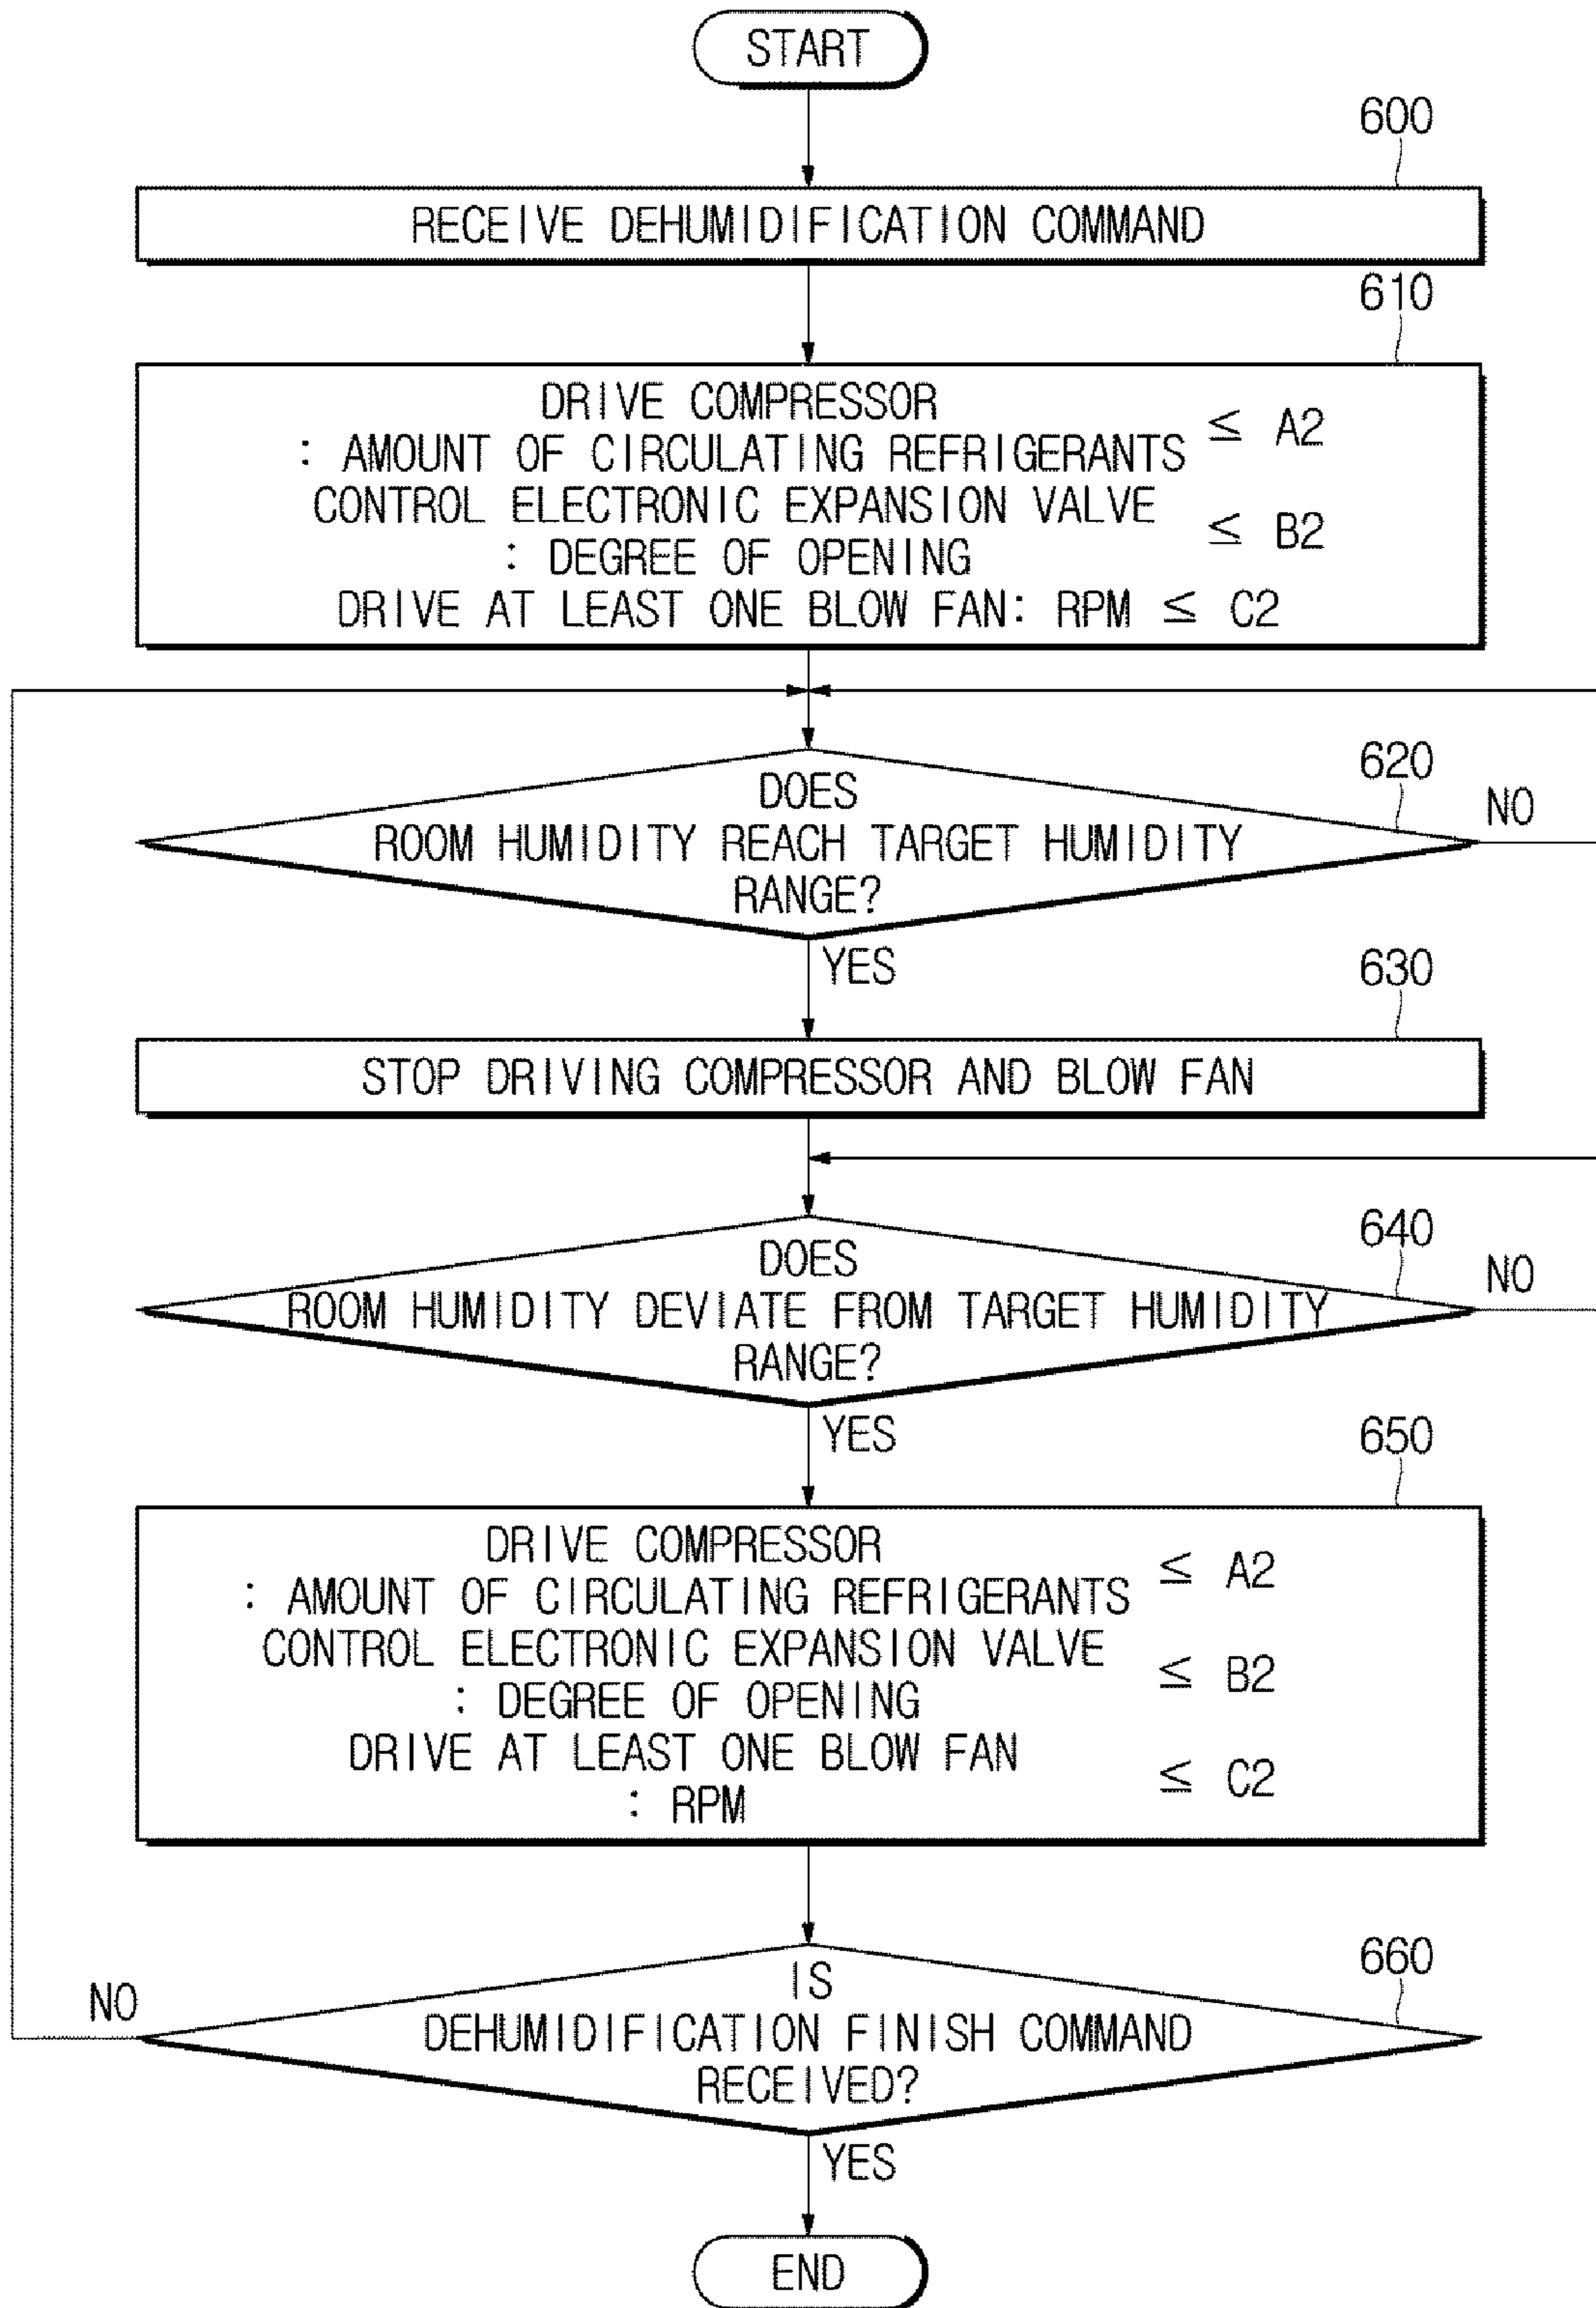 START
600
RECEIVE DEHUMIDIFICATION COMMAND
610
DRIVE COMPRESSOR
: AMOUNT OF CIRCULATING REFRIGERANTS ≤ A2
CONTROL ELECTRONIC EXPANSION VALVE
: DEGREE OF OPENING ≤ B2
DRIVE AT LEAST ONE BLOW FAN: RPM ≤ C2
620
DOES
ROOM HUMIDITY REACH TARGET HUMIDITY
RANGE?
NO
YES
630
STOP DRIVING COMPRESSOR AND BLOW FAN
640
DOES
ROOM HUMIDITY DEVIATE FROM TARGET HUMIDITY
RANGE?
NO
YES
650
DRIVE COMPRESSOR
: AMOUNT OF CIRCULATING REFRIGERANTS ≤ A2
CONTROL ELECTRONIC EXPANSION VALVE
: DEGREE OF OPENING ≤ B2
DRIVE AT LEAST ONE BLOW FAN
: RPM ≤ C2
660
IS
DEHUMIDIFICATION FINISH COMMAND
RECEIVED?
NO
YES
END